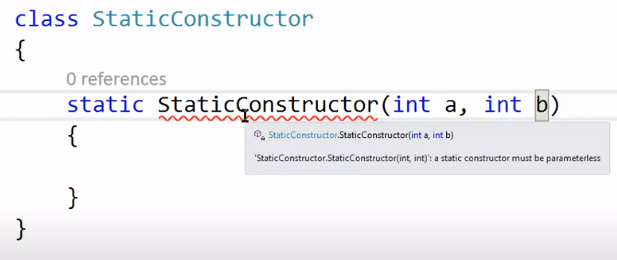 class StaticConstructor
{
0 references
static StaticConstructor(int a, int b)
{
StaticConstructor.StaticConstructor(int a, int b)
'StaticConstructor.StaticConstructor(int, int)': a static constructor must be parameterless
}
}